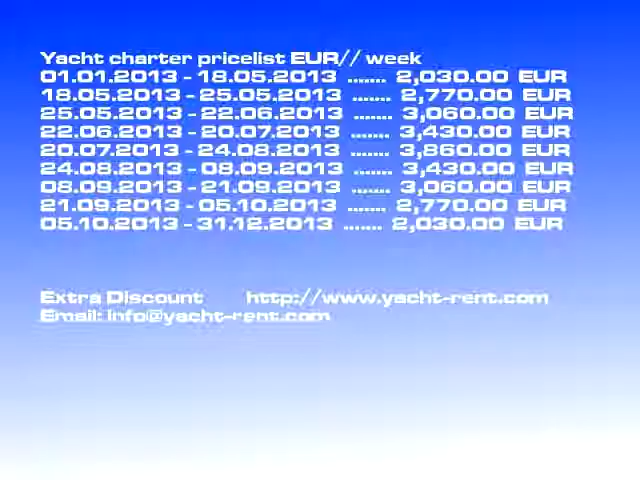 Yacht charter pricelist EUR// week
01.01.2013 - 18.05.2013 ....... 2,030.00 EUR
18.05.2013 - 25.05.2013 ....... 2,770.00 EUR
25.05.2013 - 22.06.2013 ....... 3,060.00 EUR
22.06.2013 - 20.07.2013 ....... 3,430.00 EUR
20.07.2013 - 24.08.2013 ....... 3,860.00 EUR
24.08.2013 - 08.09.2013 ....... 3,430.00 EUR
08.09.2013 - 21.09.2013 ....... 3,060.00 EUR
21.09.2013 - 05.10.2013 ....... 2,770.00 EUR
05.10.2013 - 31.12.2013 ....... 2,030.00 EUR
Extra Discount http://www.yacht-rent.com
Email: info@yacht-rent.com